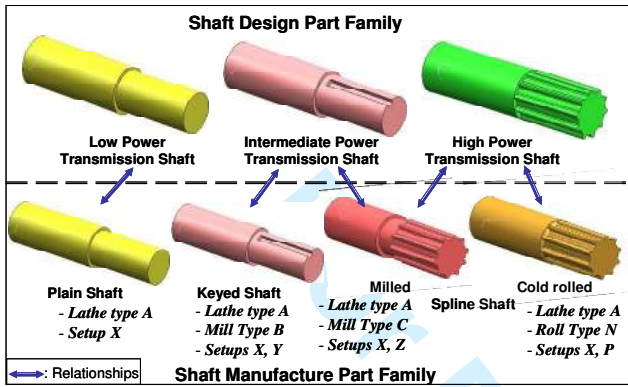 Shaft Design Part Family
Low Power
Transmission Shaft
Intermediate Power
Transmission Shaft
High Power
Transmission Shaft
Plain Shaft
- Lathe type A
- Setup X
Keyed Shaft
- Lathe type A
- Mill Type B
- Setups X, Y
Milled
- Lathe type A
- Mill Type C
- Setups X, Z
Spline Shaft
Cold rolled
- Lathe type A
- Roll Type N
- Setups X, P
: Relationships
Shaft Manufacture Part Family